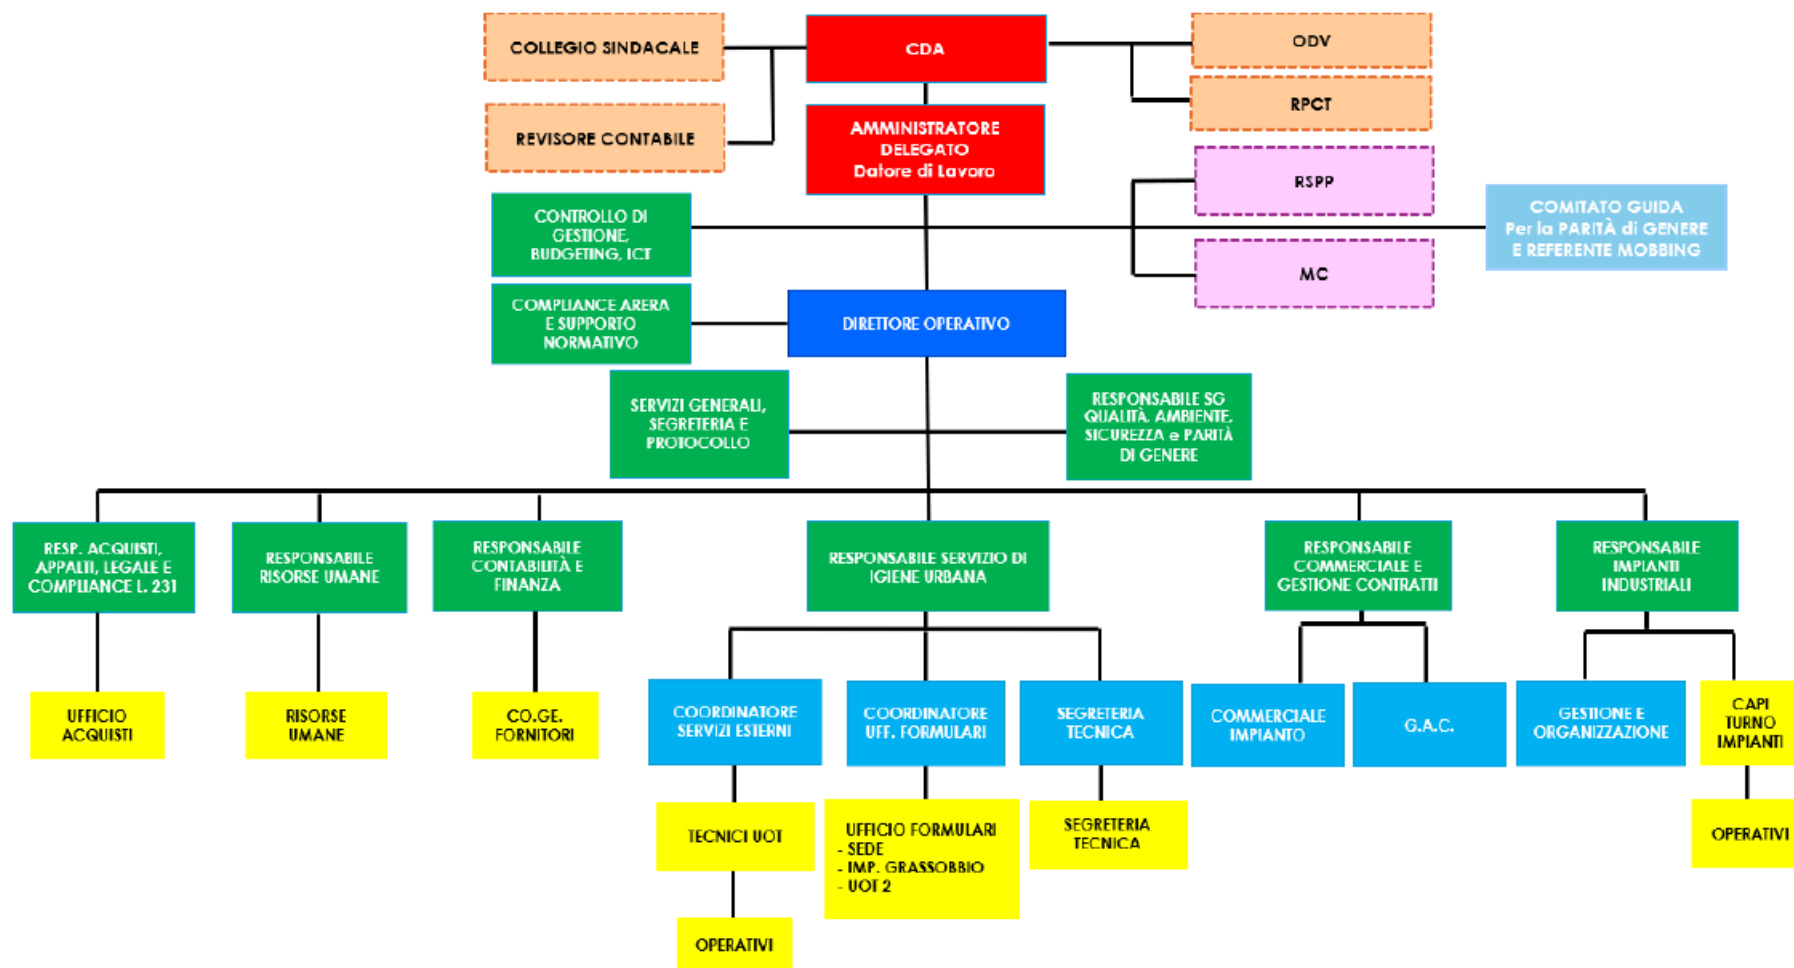 COLLEGIO SINDACALE
CDA
ODV
REVISORE CONTABILE
AMMINISTRATORE
DELEGATO
Datore di Lavoro
RPCT
RSPP
CONTROLLO DI
GESTIONE,
BUDGETING, ICT
COMITATO GUIDA
Per la PARITÀ di GENERE
E REFERENTE MOBBING
MC
COMPLIANCE ARERA
E SUPPORTO
NORMATIVO
DIRETTORE OPERATIVO
SERVIZI GENERALI,
SEGRETERIA E
PROTOCOLLO
RESPONSABILE SG
QUALITÀ, AMBIENTE,
SICUREZZA e PARITÀ
DI GENERE
RESP. ACQUISTI,
APPALTI, LEGALE E
COMPLIANCE L. 231
RESPONSABILE
RISORSE UMANE
RESPONSABILE
CONTABILITÀ E
FINANZA
RESPONSABILE SERVIZIO DI
IGIENE URBANA
RESPONSABILE
COMMERCIALE E
GESTIONE CONTRATTI
RESPONSABILE
IMPIANTI
INDUSTRIALI
UFFICIO
ACQUISTI
RISORSE
UMANE
CO.GE.
FORNITORI
COORDINATORE
SERVIZI ESTERNI
COORDINATORE
UFF. FORMULARI
SEGRETERIA
TECNICA
COMMERCIALE
IMPIANTO
G.A.C.
GESTIONE E
ORGANIZZAZIONE
CAPI
TURNO
IMPIANTI
TECNICI UOT
UFFICIO FORMULARI
- SEDE
- IMP. GRASSOBBIO
- UOT 2
SEGRETERIA
TECNICA
OPERATIVI
OPERATIVI